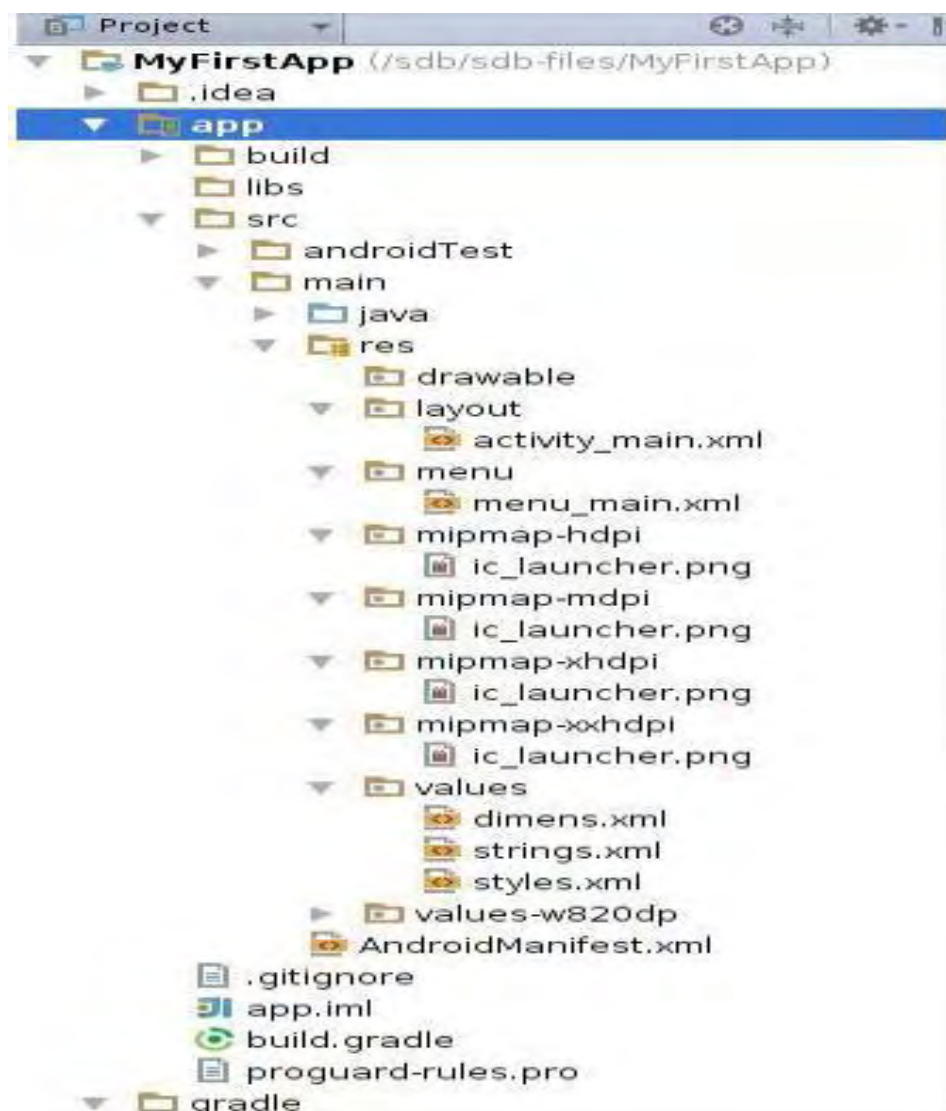 Project
MyFirstApp (/sdb/sdb-files/MyFirstApp)
.idea
app
build
libs
src
androidTest
main
java
res
drawable
layout
activity_main.xml
menu
menu_main.xml
mipmap-hdpi
ic_launcher.png
mipmap-mdpi
ic_launcher.png
mipmap-xhdpi
ic_launcher.png
mipmap-xxhdpi
ic_launcher.png
values
dimens.xml
strings.xml
styles.xml
values-w820dp
AndroidManifest.xml
.gitignore
app.iml
build.gradle
proguard-rules.pro
gradle